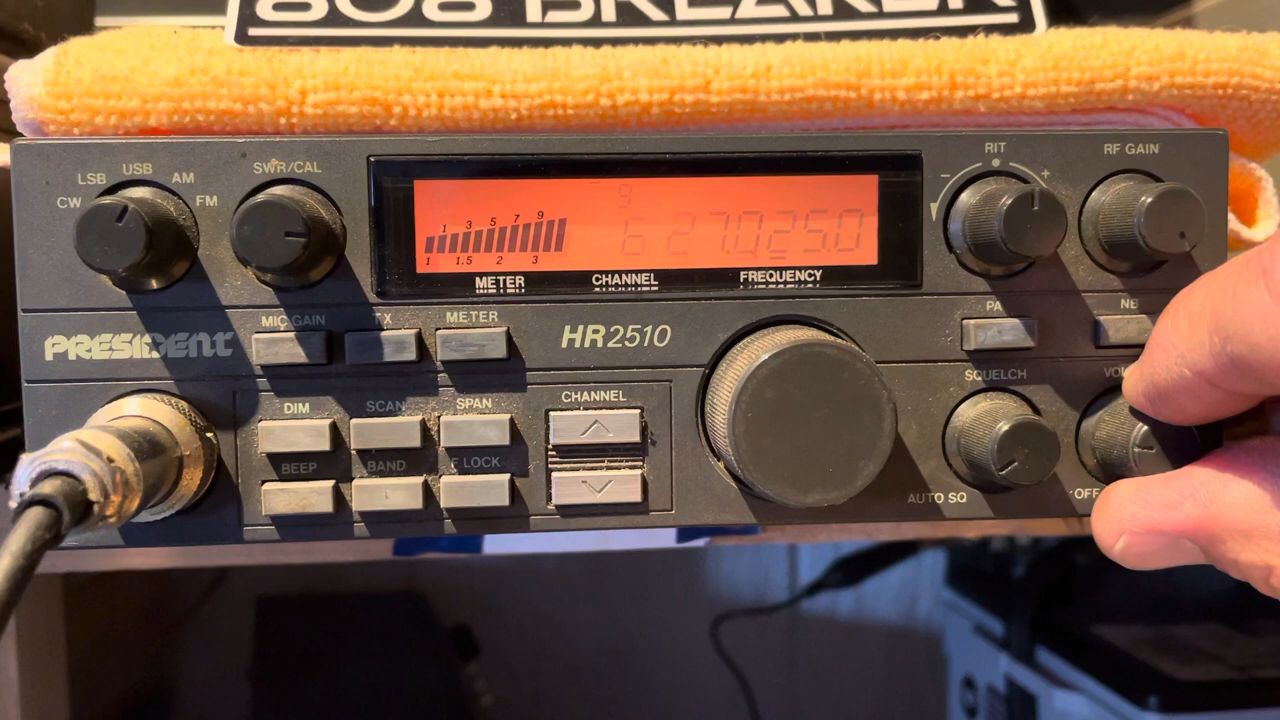 808 BREAKER
CW LSB USB AM FM
SWR/CAL
1 3 5 7 9
1 1.5 2 3
9
6 27.025.0
METER CHANNEL FREQUENCY
RIT
- +
RF GAIN
PRESIDENT
MIC GAIN TX METER
HR2510
PA NB
DIM SCAN SPAN
BEEP BAND F LOCK
CHANNEL
SQUELCH
AUTO SQ
OFF